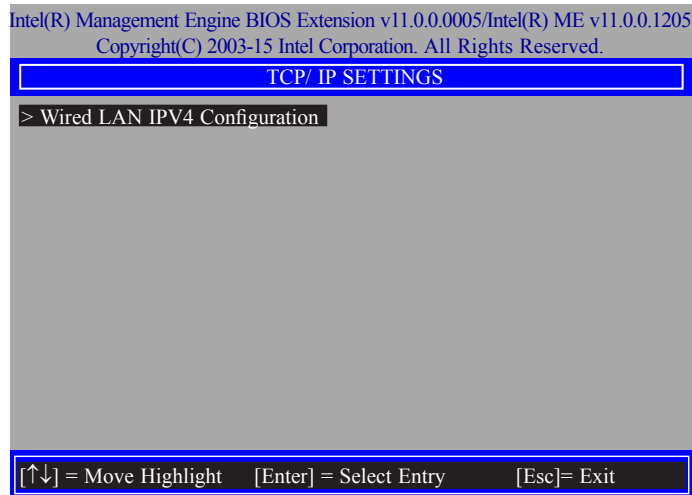 Intel(R) Management Engine BIOS Extension v11.0.0.0005/Intel(R) ME v11.0.0.1205
Copyright(C) 2003-15 Intel Corporation. All Rights Reserved.
TCP/ IP SETTINGS
> Wired LAN IPV4 Configuration
[↑↓] = Move Highlight [Enter] = Select Entry [Esc]= Exit